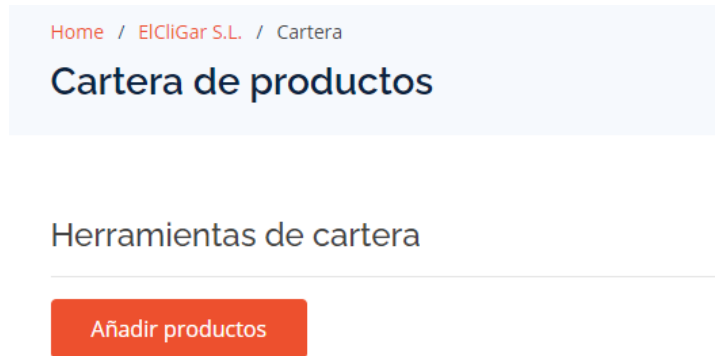 Home / ElCliGar S.L. / Cartera
Cartera de productos
Herramientas de cartera
Añadir productos